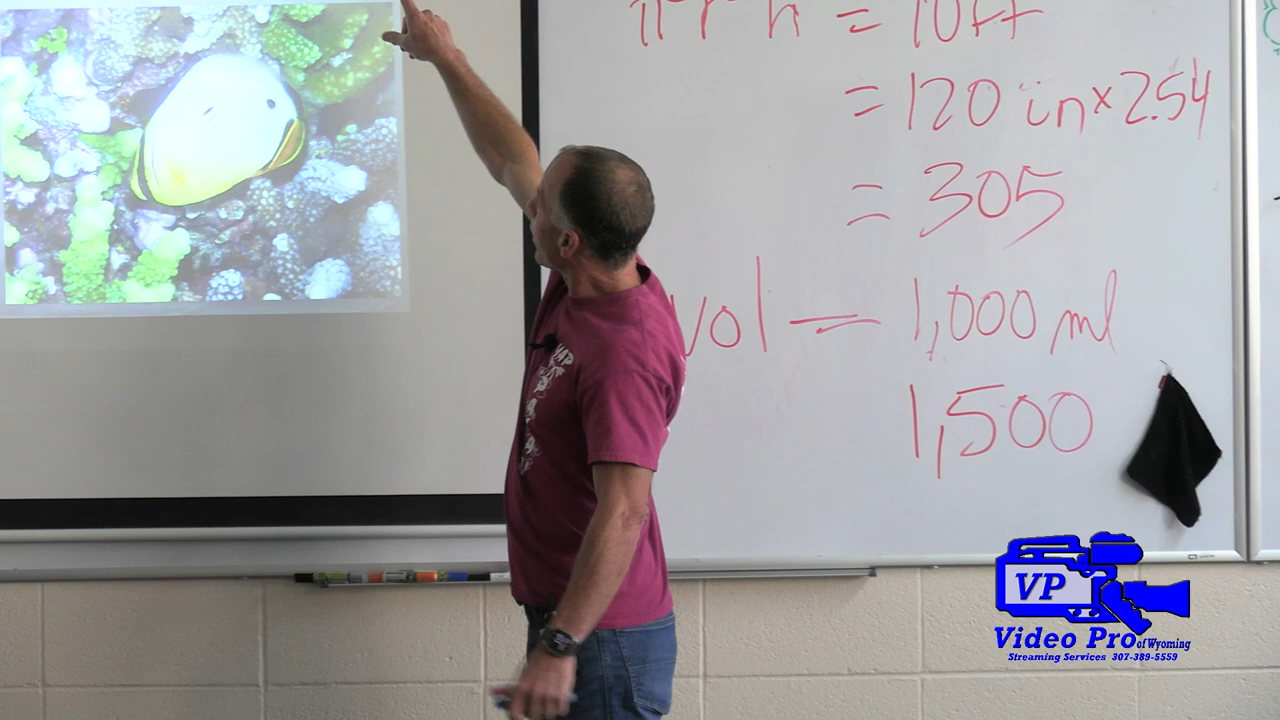 πr²h = 10ft
= 120 in × 2.54
= 305
vol — 1,000 ml
1,500
VP
Video Pro of Wyoming
Streaming Services 307-389-5559